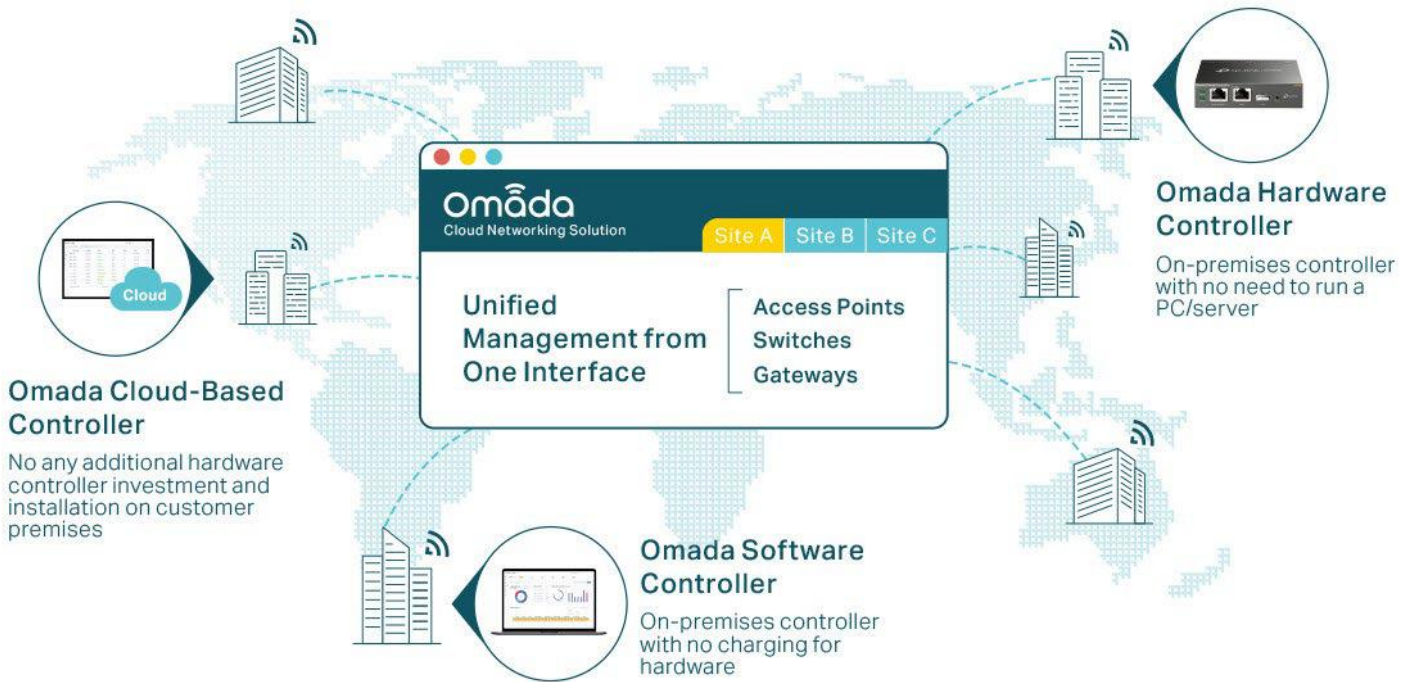 Omada
Cloud Networking Solution
Site A
Site B
Site C
Unified
Management from
One Interface
Access Points
Switches
Gateways
Omada Hardware
Controller
On-premises controller
with no need to run a
PC/server
Cloud
Omada Cloud-Based
Controller
No any additional hardware
controller investment and
installation on customer
premises
Omada Software
Controller
On-premises controller
with no charging for
hardware